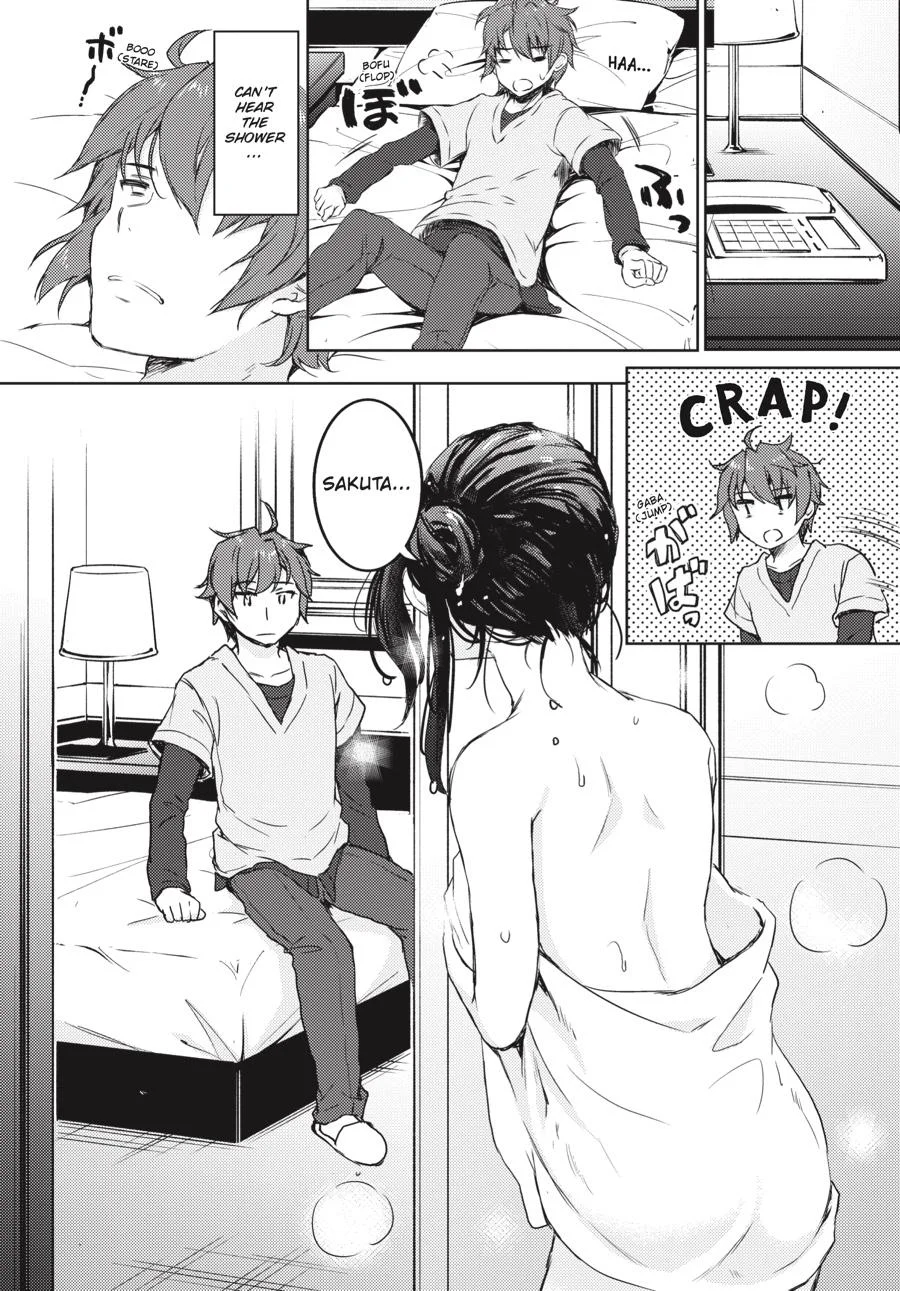 HAA...
BOFU
(FLOP)
ぼ
ふっ
CAN'T
HEAR
THE
SHOWER
...
BOOO
(STARE)
ボ〜...
CRAP!
GABA
(JUMP)
がばっ
SAKUTA...